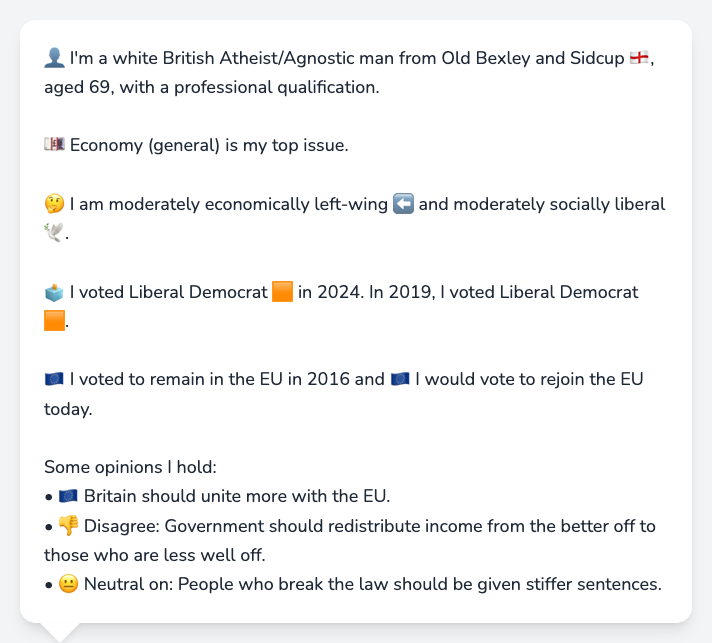 👤 I'm a white British Atheist/Agnostic man from Old Bexley and Sidcup 🏴󠁧󠁢󠁥󠁮󠁧󠁿,
aged 69, with a professional qualification.
💷 Economy (general) is my top issue.
🤔 I am moderately economically left-wing ⬅️ and moderately socially liberal
🕊️.
🗳️ I voted Liberal Democrat 🟧 in 2024. In 2019, I voted Liberal Democrat
🟧.
🇪🇺 I voted to remain in the EU in 2016 and 🇪🇺 I would vote to rejoin the EU
today.
Some opinions I hold:
• 🇪🇺 Britain should unite more with the EU.
• 👎 Disagree: Government should redistribute income from the better off to
those who are less well off.
• 😐 Neutral on: People who break the law should be given stiffer sentences.